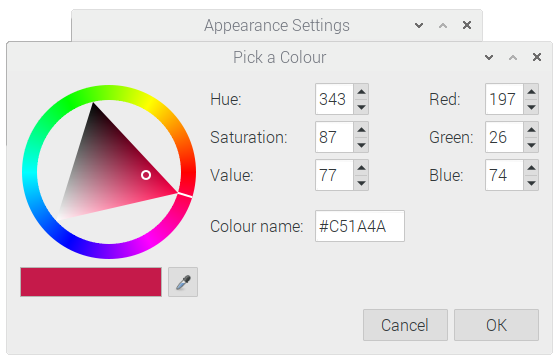 Appearance Settings
Pick a Colour
Hue: 343 Red: 197
Saturation: 87 Green: 26
Value: 77 Blue: 74
Colour name: #C51A4A
Cancel OK